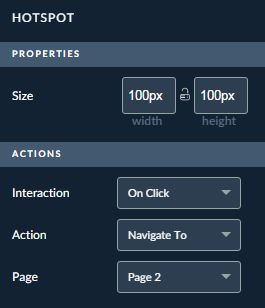 HOTSPOT
PROPERTIES
Size 100px 100px
width height
ACTIONS
Interaction On Click
Action Navigate To
Page Page 2